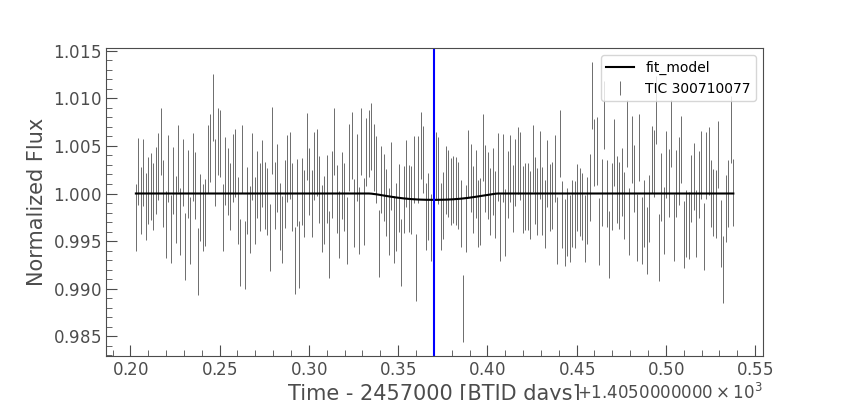 1.015
1.010
1.005
1.000
0.995
0.990
0.985
Normalized Flux
fit_model
TIC 300710077
0.20 0.25 0.30 0.35 0.40 0.45 0.50 0.55
Time - 2457000 [BTJD days]
+1.4050000000 × 10³